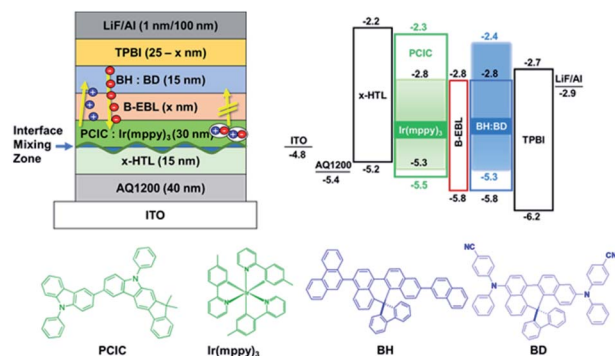 LiF/Al (1 nm/100 nm)
TPBI (25 – x nm)
BH : BD (15 nm)
B-EBL (x nm)
PCIC : Ir(mppy)₃(30 nm)
Interface
Mixing
Zone
x-HTL (15 nm)
AQ1200 (40 nm)
ITO
ITO
-4.8
AQ1200
-5.4
-2.2
x-HTL
-5.2
-2.3
PCIC
-2.8
Ir(mppy)₃
-5.3
-5.5
-2.8
B-EBL
-5.8
-2.4
-2.8
BH:BD
-5.3
-5.8
-2.7
TPBI
-6.2
LiF/Al
-2.9
N
N
PCIC
N
Ir
N
N
Ir(mppy)₃
BH
NC
N
N
CN
BD